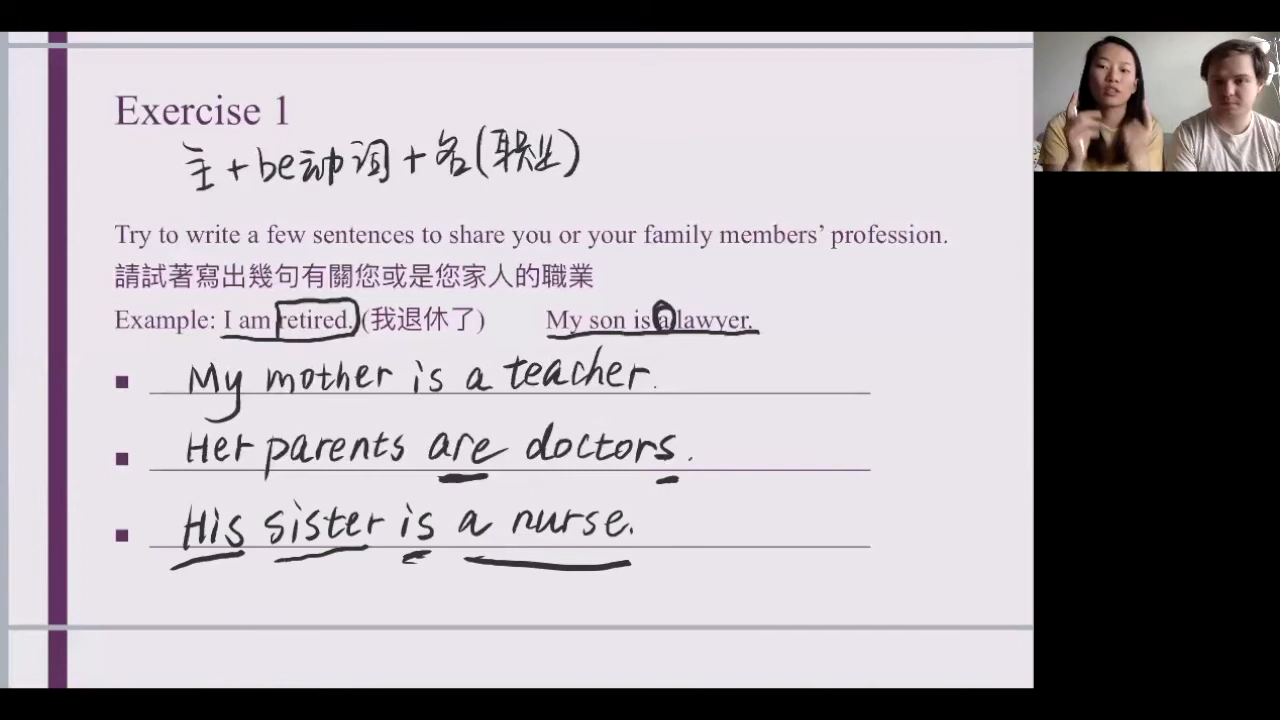 Exercise 1
主+be动词+名(职业)
Try to write a few sentences to share you or your family members’ profession.
請試著寫出幾句有關您或是您家人的職業
Example: I am retired. (我退休了) My son is a lawyer.
My mother is a teacher.
Her parents are doctors.
His sister is a nurse.